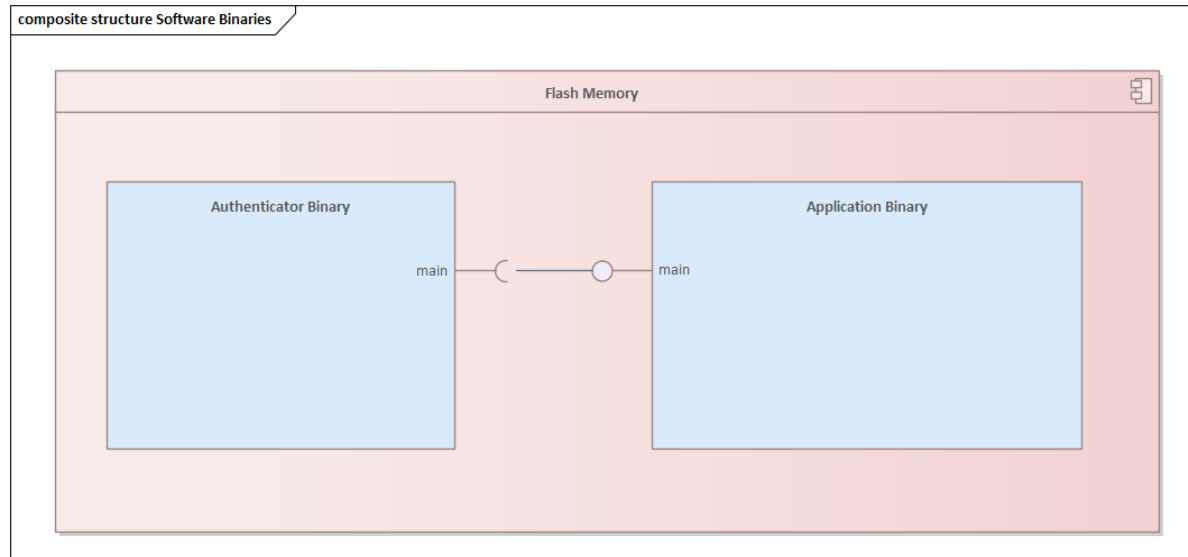 composite structure Software Binaries
Flash Memory
Authenticator Binary
Application Binary
main
main